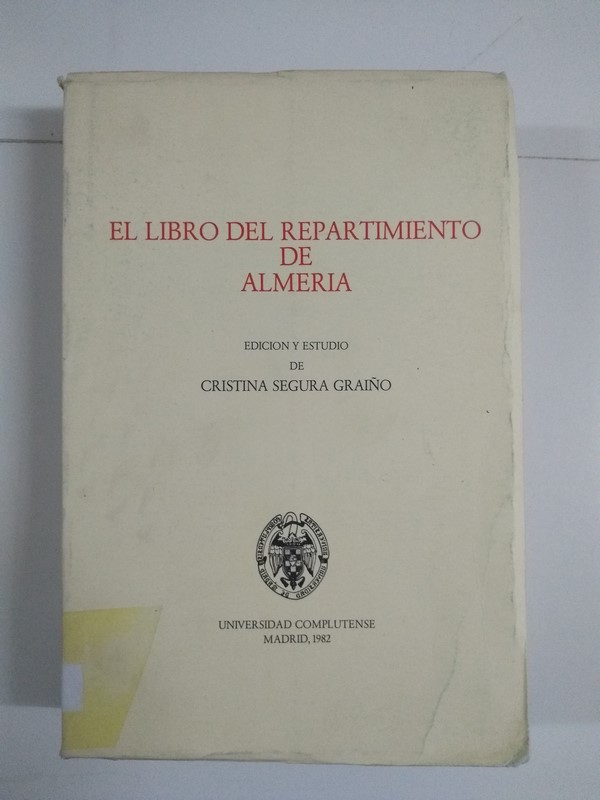 EL LIBRO DEL REPARTIMIENTO
DE
ALMERIA
EDICION Y ESTUDIO
DE
CRISTINA SEGURA GRAIÑO
UNIVERSIDAD COMPLUTENSE
MADRID, 1982